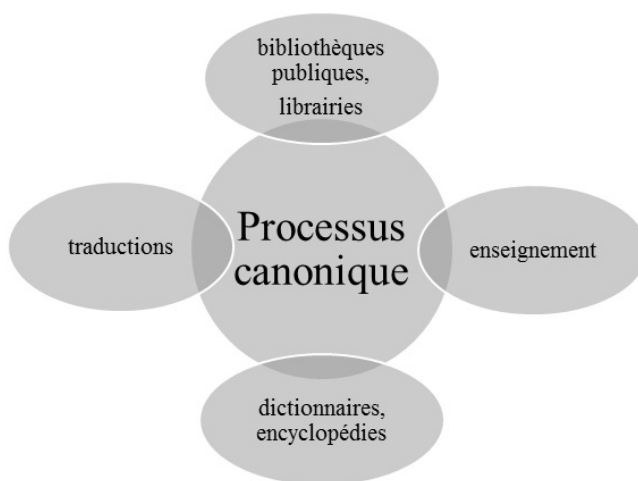 bibliothèques
publiques,
librairies
traductions
Processus
canonique
enseignement
dictionnaires,
encyclopédies